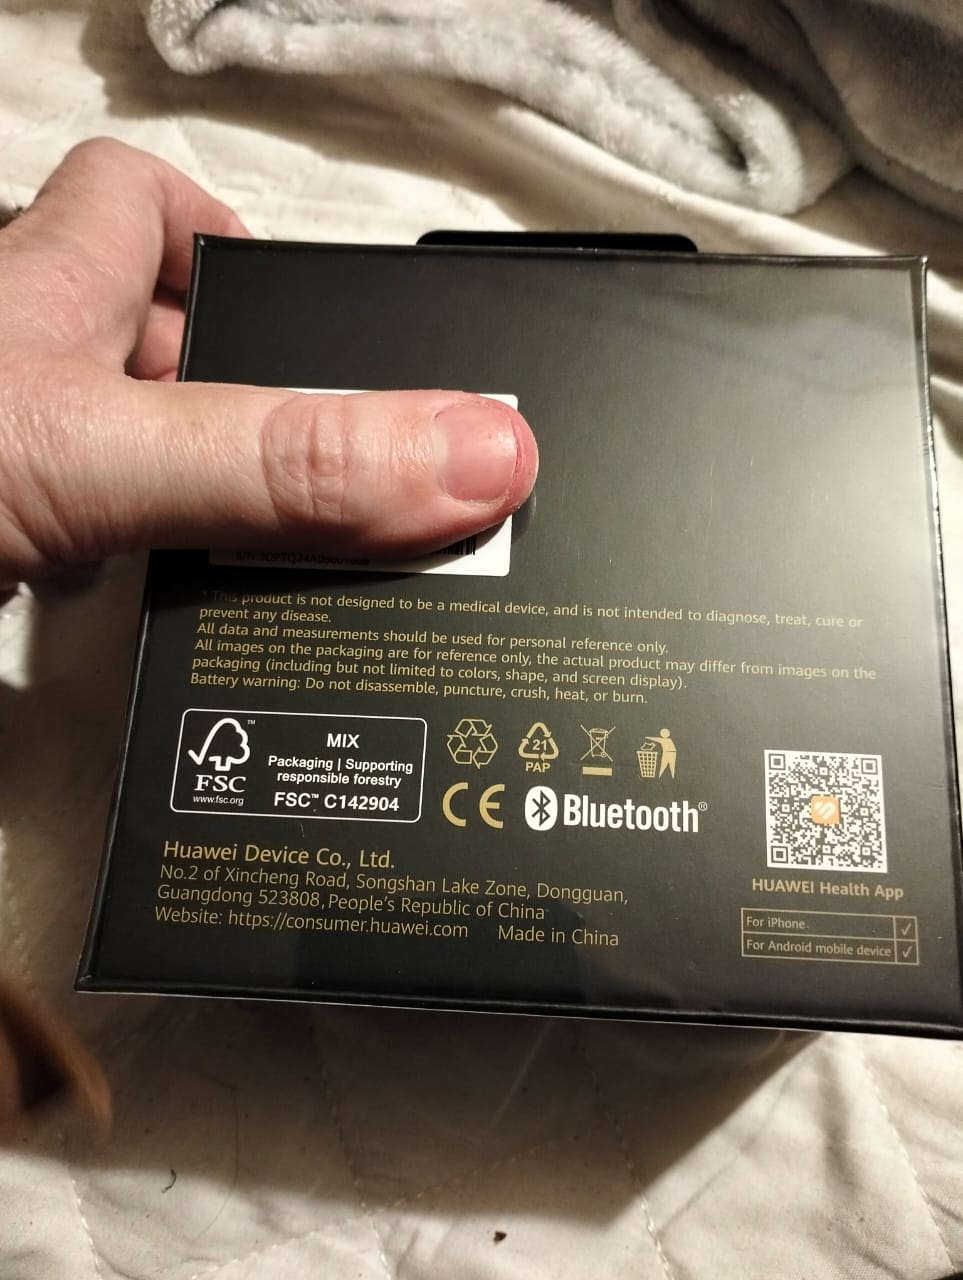 S/N
* This product is not designed to be a medical device, and is not intended to diagnose, treat, cure or
prevent any disease.
All data and measurements should be used for personal reference only.
All images on the packaging are for reference only, the actual product may differ from images on the
packaging (including but not limited to colors, shape, and screen display).
Battery warning: Do not disassemble, puncture, crush, heat, or burn.
FSC™
www.fsc.org
MIX
Packaging | Supporting
responsible forestry
FSC™ C142904
21
PAP
CE
Bluetooth®
Huawei Device Co., Ltd.
No.2 of Xincheng Road, Songshan Lake Zone, Dongguan,
Guangdong 523808, People's Republic of China
Website: https://consumer.huawei.com Made in China
HUAWEI Health App
For iPhone ✓
For Android mobile device ✓